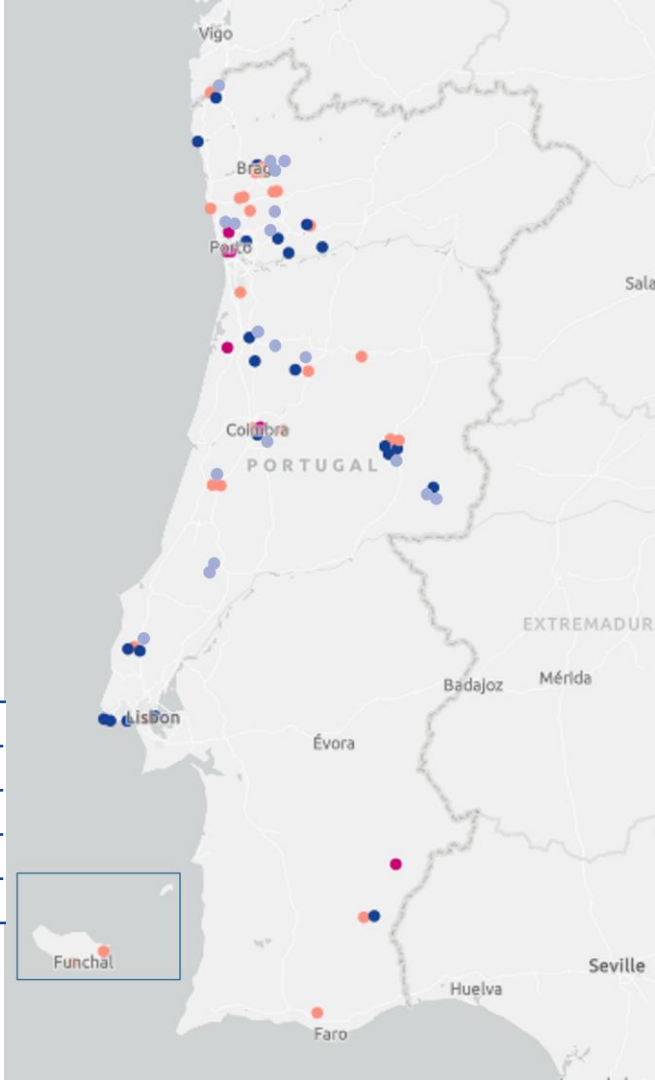 Vigo
Braga
Porto
Sala
Coimbra
PORTUGAL
EXTREMADUR
Badajoz
Mérida
Lisbon
Évora
Funchal
Seville
Huelva
Faro